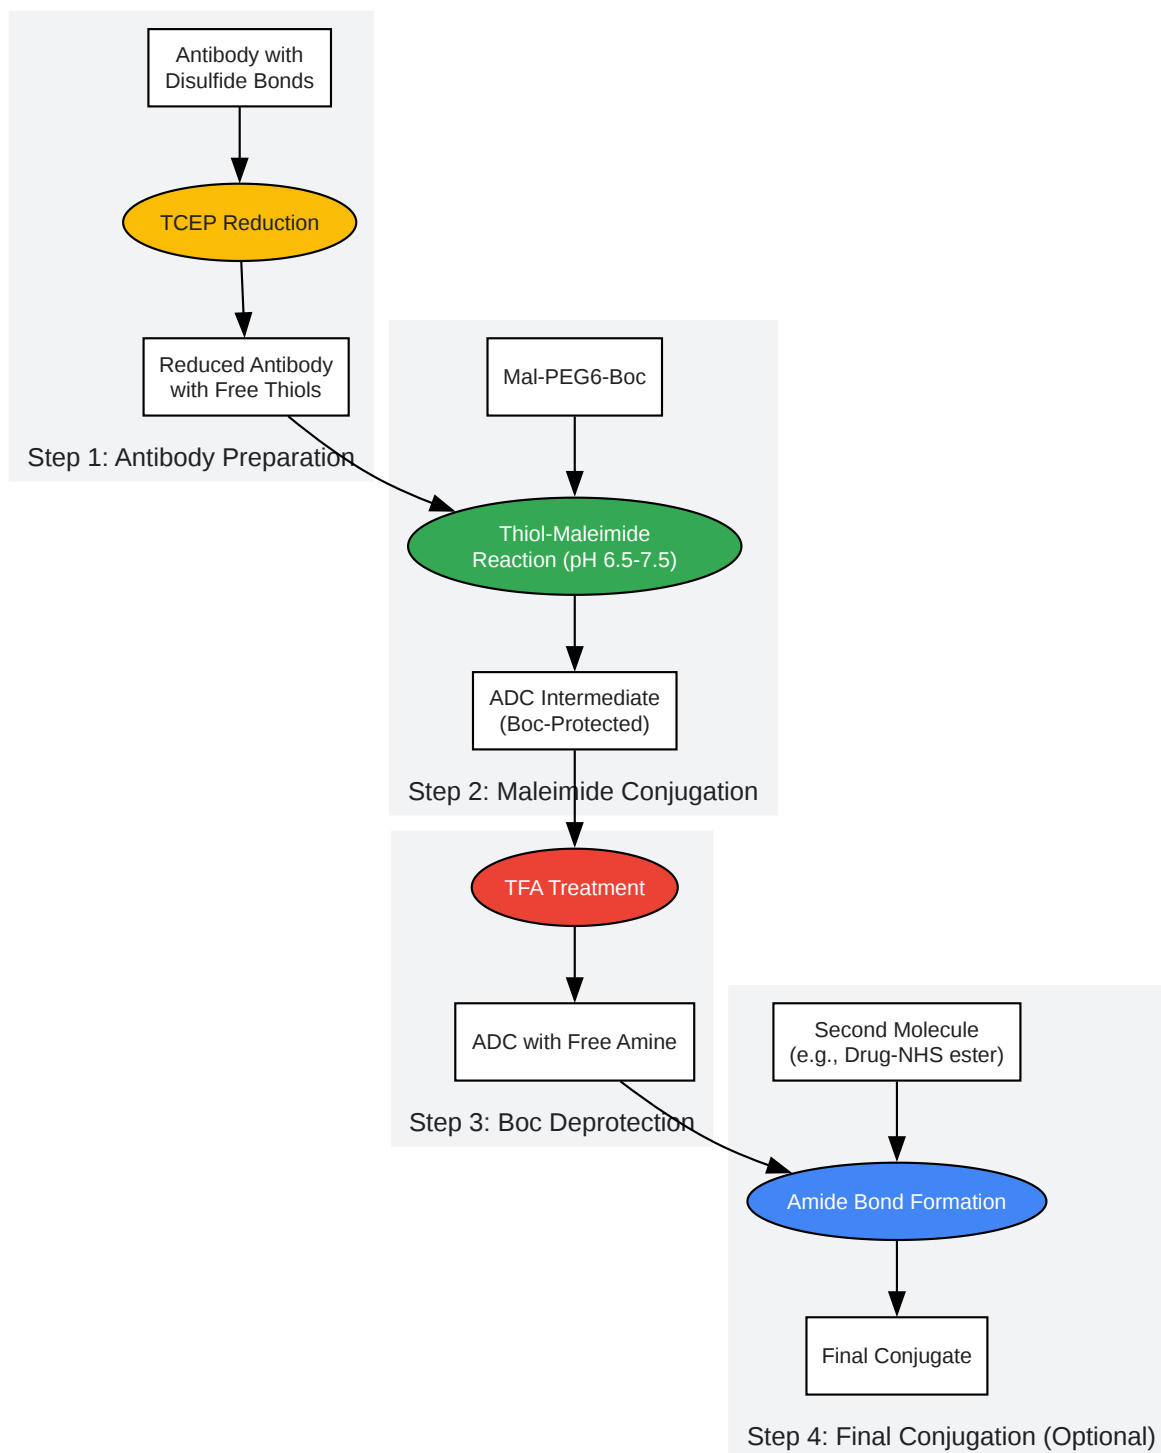 Antibody with
Disulfide Bonds
TCEP Reduction
Reduced Antibody
with Free Thiols
Step 1: Antibody Preparation
Mal-PEG6-Boc
Thiol-Maleimide
Reaction (pH 6.5-7.5)
ADC Intermediate
(Boc-Protected)
Step 2: Maleimide Conjugation
TFA Treatment
ADC with Free Amine
Step 3: Boc Deprotection
Second Molecule
(e.g., Drug-NHS ester)
Amide Bond Formation
Final Conjugate
Step 4: Final Conjugation (Optional)